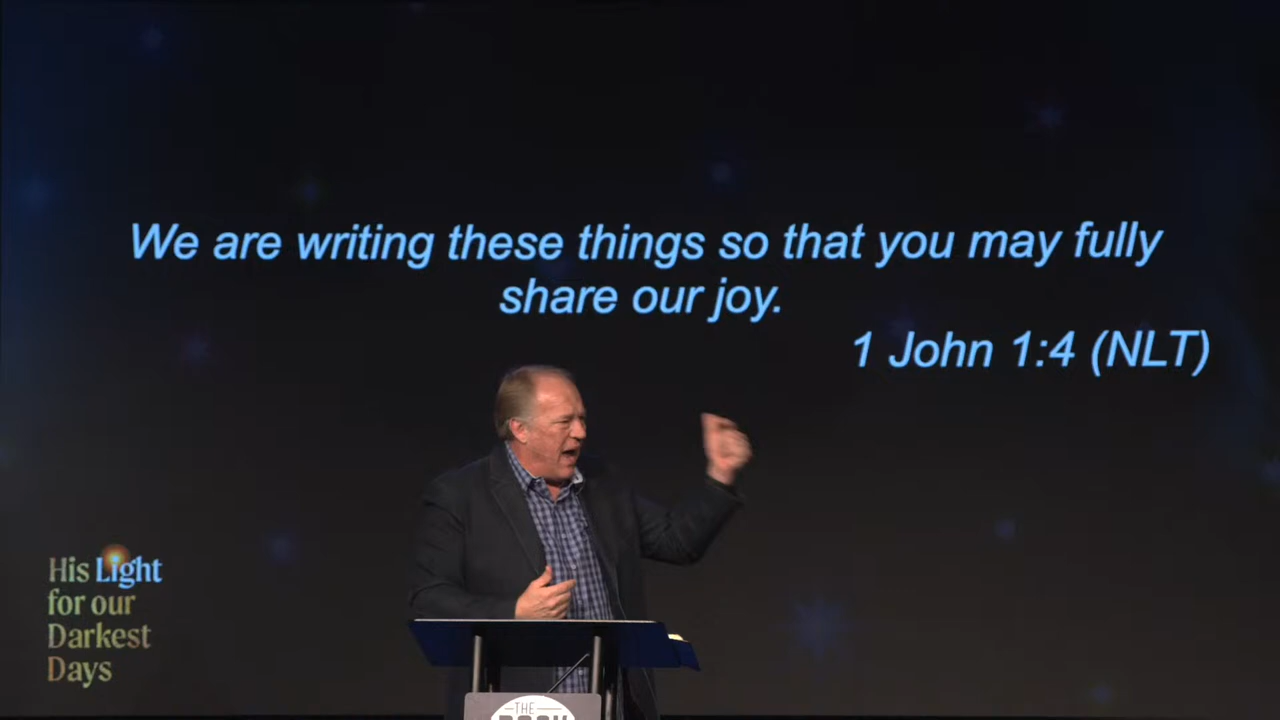 We are writing these things so that you may fully
share our joy.
1 John 1:4 (NLT)
His Light
for our
Darkest
Days
THE